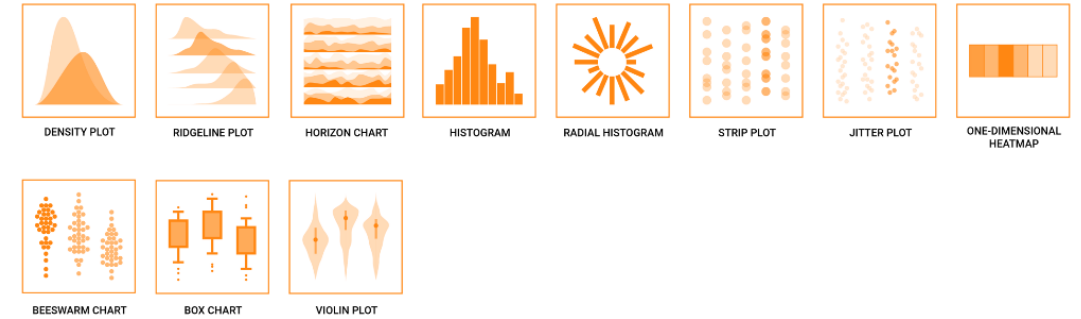 DENSITY PLOT
RIDGELINE PLOT
HORIZON CHART
HISTOGRAM
RADIAL HISTOGRAM
STRIP PLOT
JITTER PLOT
ONE-DIMENSIONAL
HEATMAP
BEESWARM CHART
BOX CHART
VIOLIN PLOT